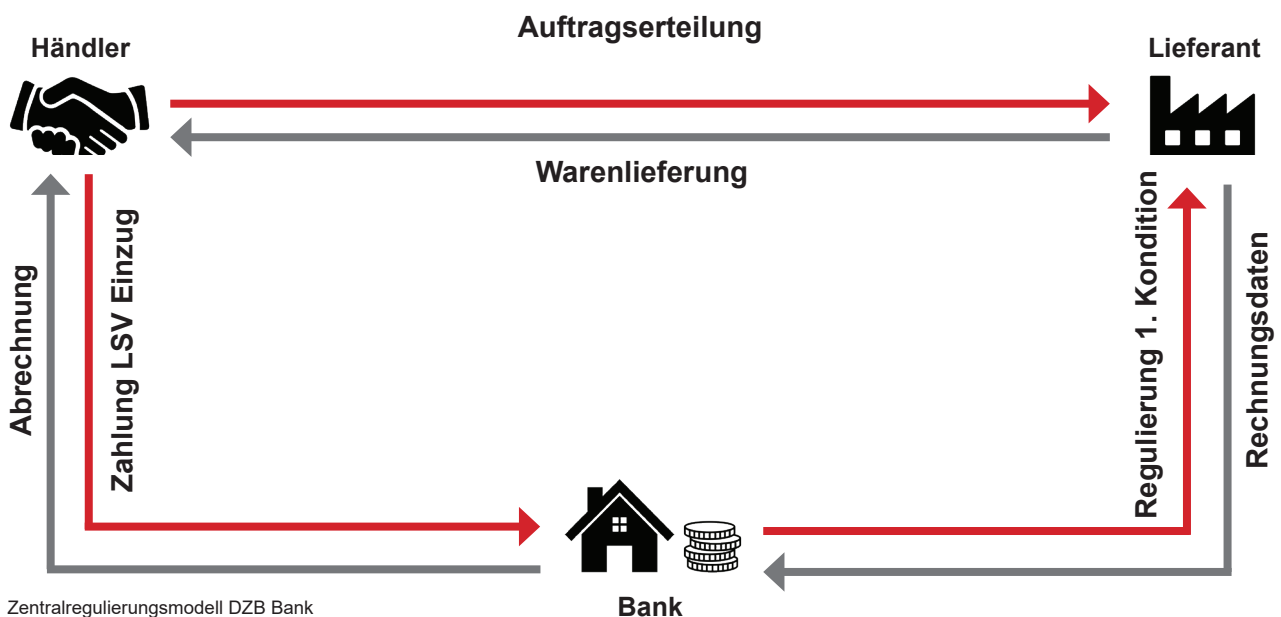 Auftragserteilung
Händler
Lieferant
Warenlieferung
Abrechnung
Zahlung LSV Einzug
Regulierung 1. Kondition
Rechnungsdaten
Zentralregulierungsmodell DZB Bank
Bank